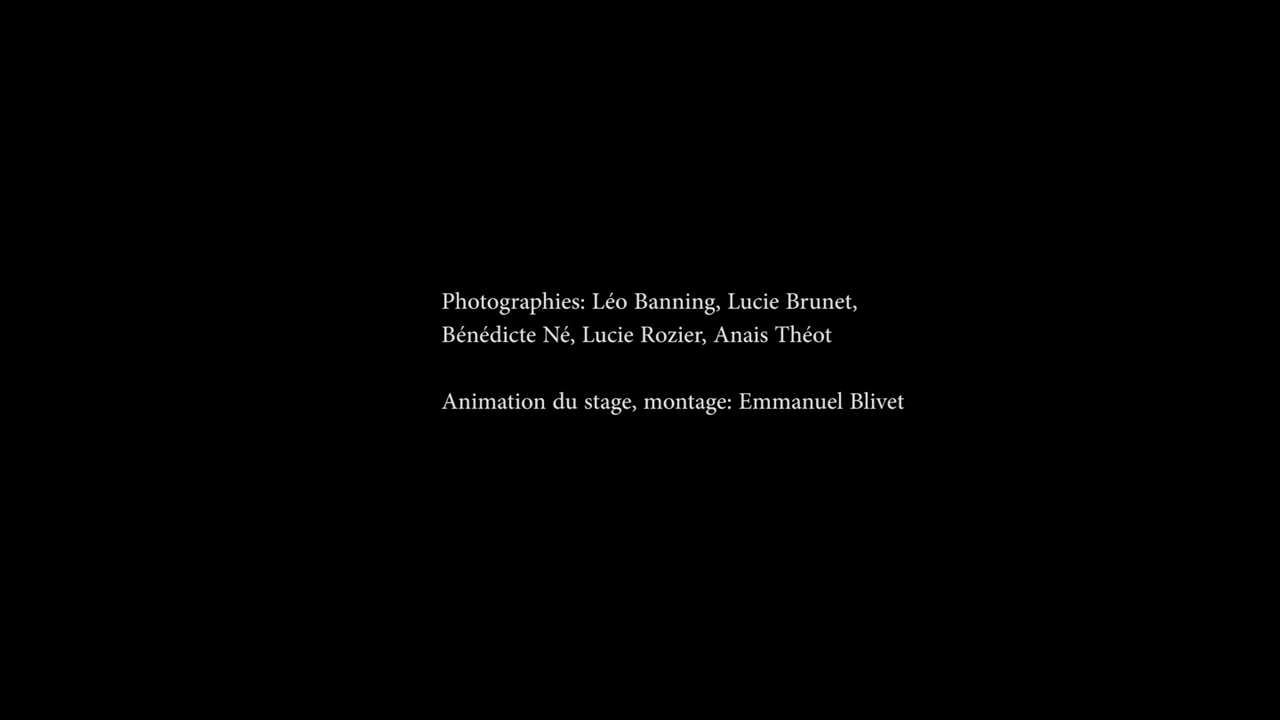 Photographies: Léo Banning, Lucie Brunet,
Bénédicte Né, Lucie Rozier, Anais Théot
Animation du stage, montage: Emmanuel Blivet